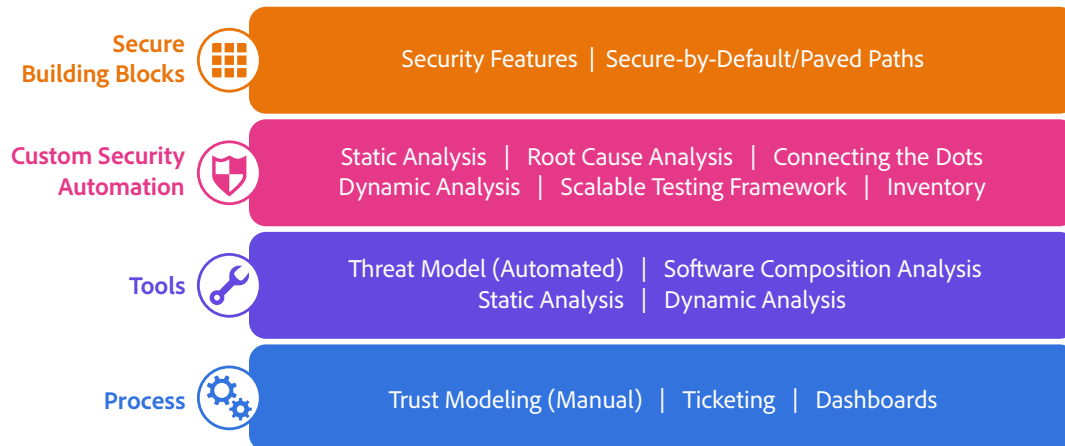 Secure
Building Blocks
Security Features | Secure-by-Default/Paved Paths
Custom Security
Automation
Static Analysis | Root Cause Analysis | Connecting the Dots
Dynamic Analysis | Scalable Testing Framework | Inventory
Tools
Threat Model (Automated) | Software Composition Analysis
Static Analysis | Dynamic Analysis
Process
Trust Modeling (Manual) | Ticketing | Dashboards